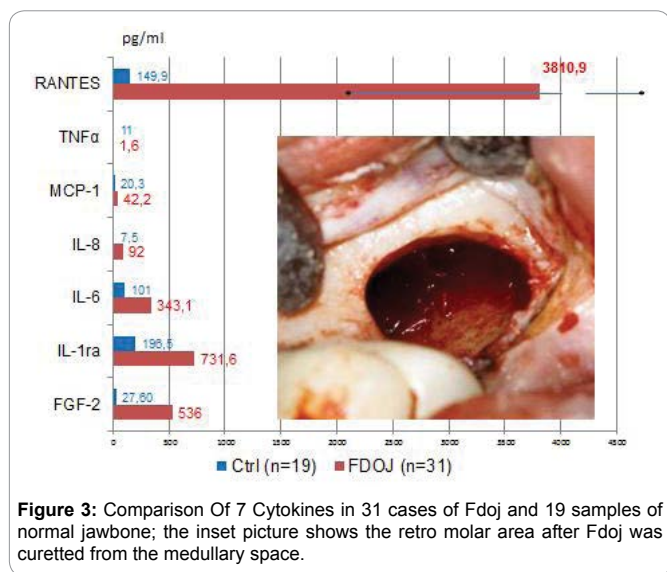 pg/ml
RANTES 149,9 3810,9
TNFα 11 1,6
MCP-1 20,3 42,2
IL-8 7,5 92
IL-6 101 343,1
IL-1ra 196,5 731,6
FGF-2 27,60 536
0 500 1000 1500 2000 2500 3000 3500 4000 4500
Ctrl (n=19) FDOJ (n=31)
Figure 3: Comparison Of 7 Cytokines in 31 cases of Fdoj and 19 samples of
normal jawbone; the inset picture shows the retro molar area after Fdoj was
curetted from the medullary space.